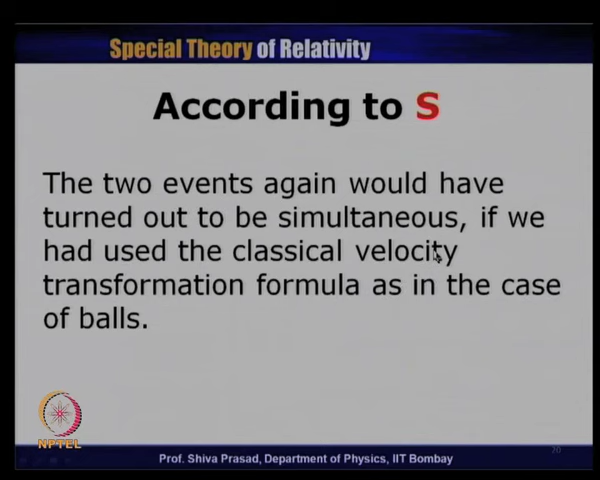 Special Theory of Relativity
According to S
The two events again would have
turned out to be simultaneous, if we
had used the classical velocity
transformation formula as in the case
of balls.
NPTEL
Prof. Shiva Prasad, Department of Physics, IIT Bombay
20